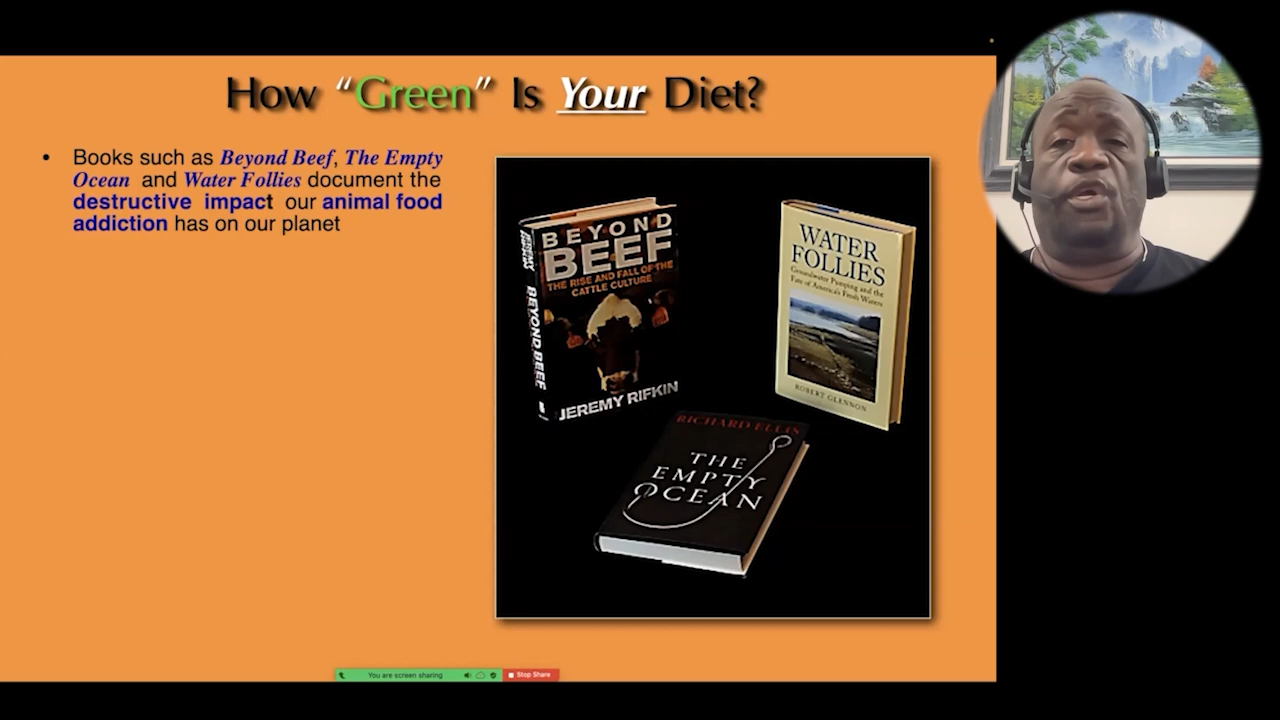 How “Green” Is Your Diet?
• Books such as Beyond Beef, The Empty
Ocean and Water Follies document the
destructive impact our animal food
addiction has on our planet
BEYOND
BEEF
THE RISE AND FALL OF THE
CATTLE CULTURE
JEREMY RIFKIN
BEYOND BEEF
WATER
FOLLIES
Groundwater Pumping and the
Fate of America's Fresh Waters
ROBERT GLENNON
RICHARD ELLIS
THE
EMPTY
OCEAN
You are screen sharing
Stop Share